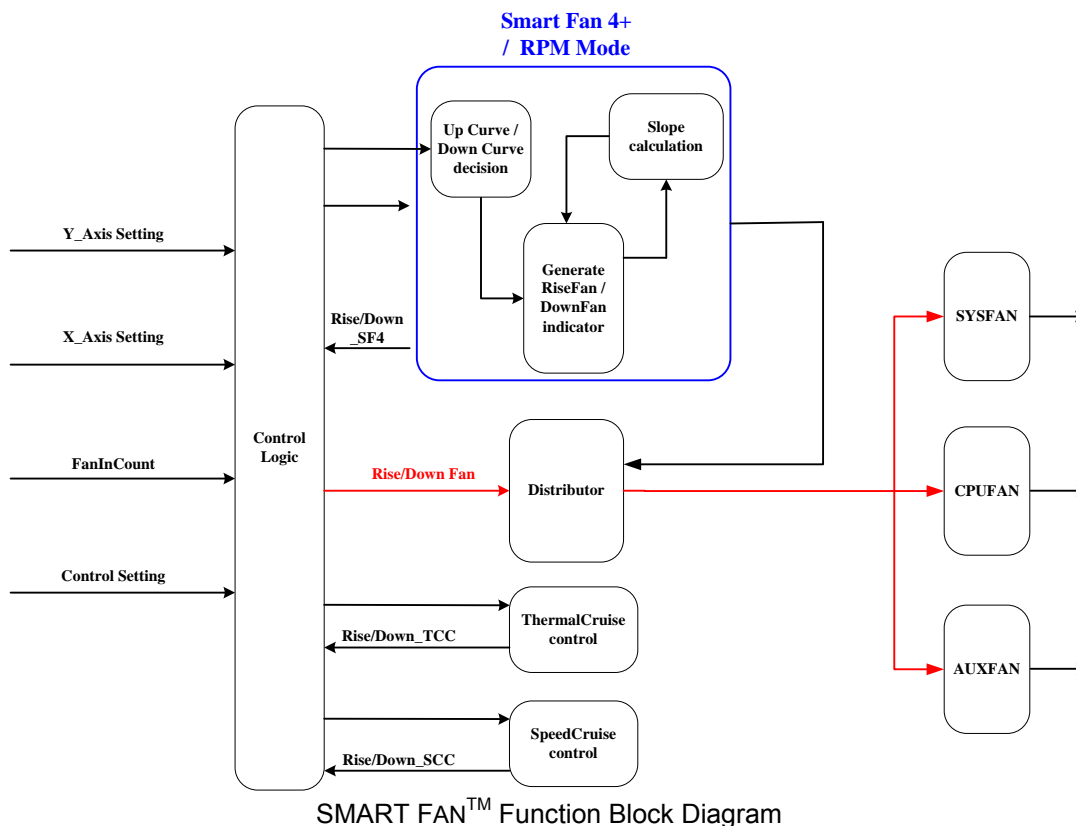 Smart Fan 4+
/ RPM Mode
Up Curve /
Down Curve
decision
Slope
calculation
Y_Axis Setting
Generate
RiseFan /
DownFan
indicator
Rise/Down
_SF4
X_Axis Setting
SYSFAN
Control
Logic
FanInCount
Rise/Down Fan
Distributor
CPUFAN
Control Setting
ThermalCruise
control
Rise/Down_TCC
AUXFAN
SpeedCruise
control
Rise/Down_SCC
SMART FAN™ Function Block Diagram